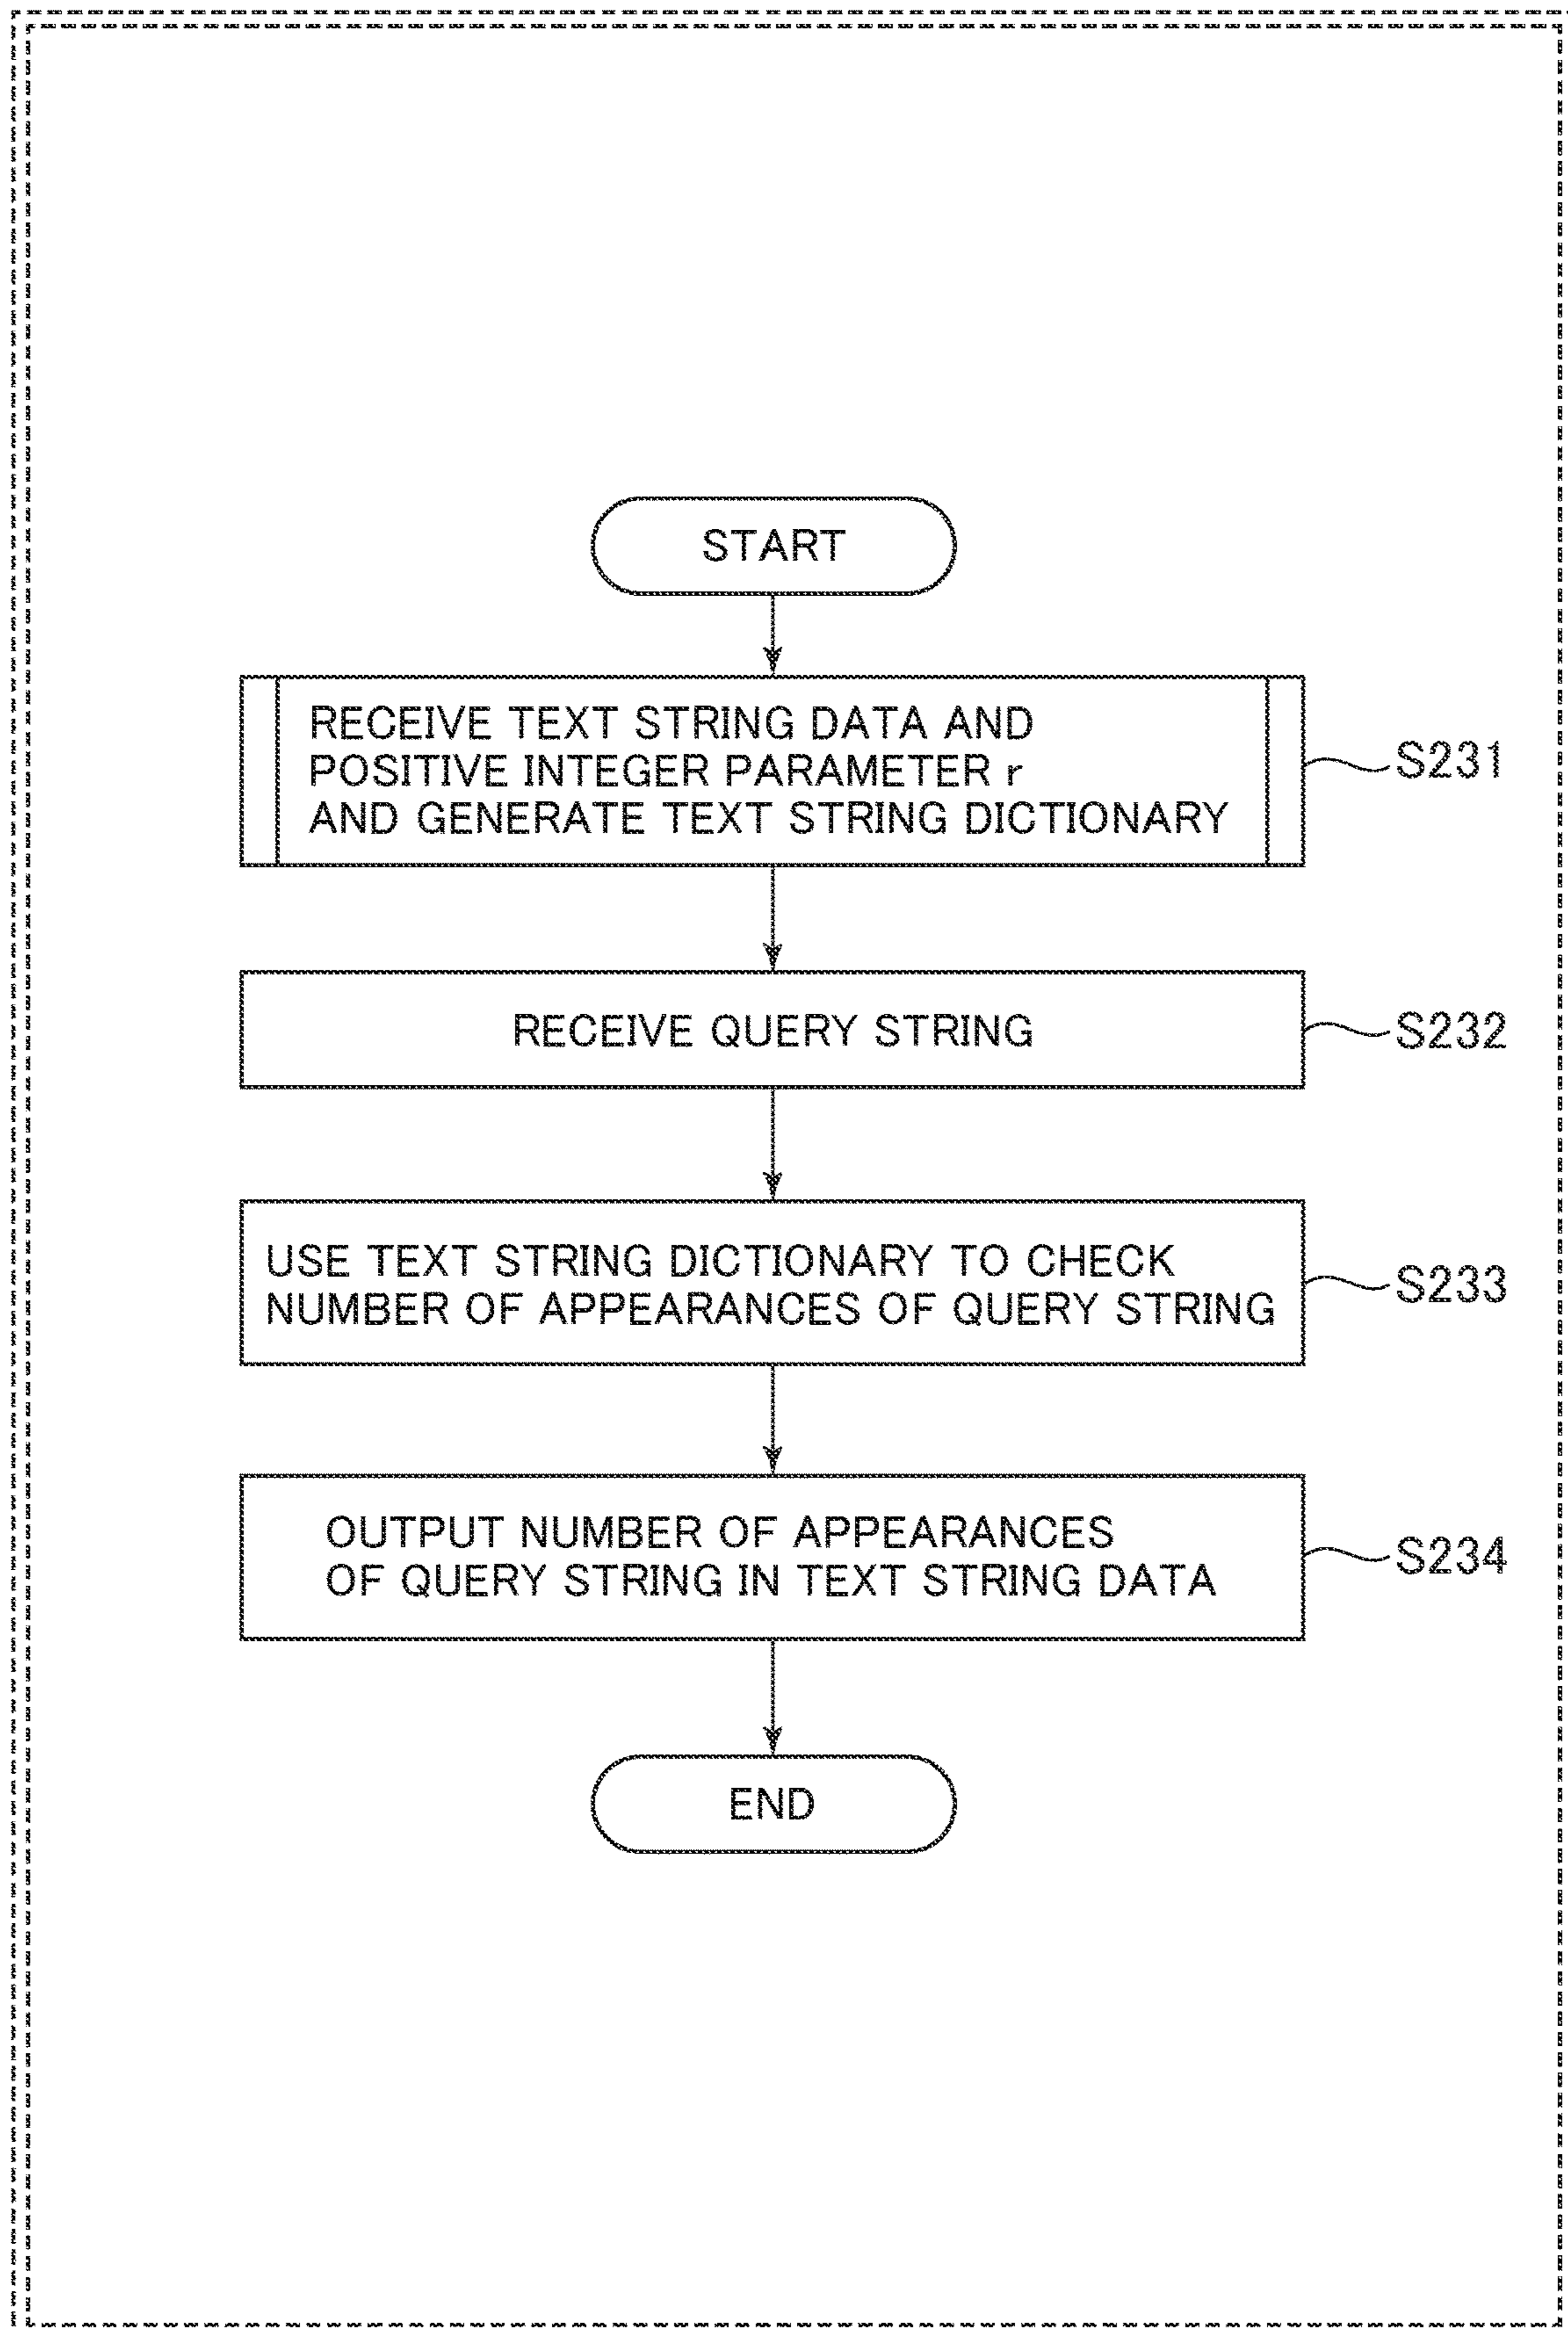 START
RECEIVE TEXT STRING DATA AND
POSITIVE INTEGER PARAMETER r
AND GENERATE TEXT STRING DICTIONARY
S231
RECEIVE QUERY STRING
S232
USE TEXT STRING DICTIONARY TO CHECK
NUMBER OF APPEARANCES OF QUERY STRING
S233
OUTPUT NUMBER OF APPEARANCES
OF QUERY STRING IN TEXT STRING DATA
S234
END